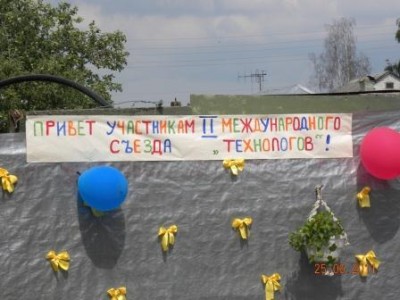 ПРИВЕТ УЧАСТНИКАМ II МЕЖДУНАРОДНОГО
СЪЕЗДА „ТЕХНОЛОГОВ"!